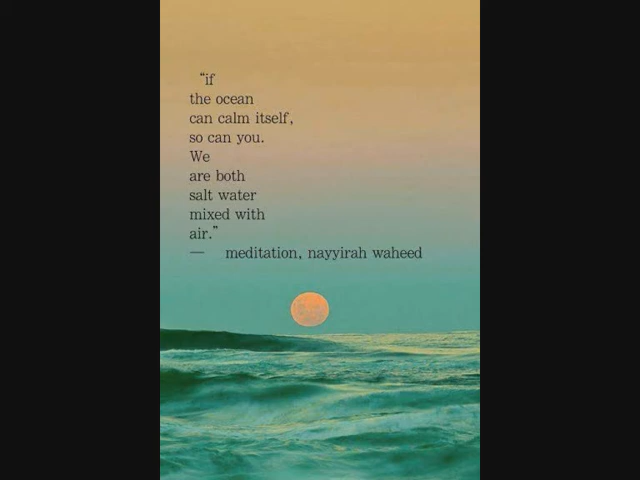 “if
the ocean
can calm itself,
so can you.
We
are both
salt water
mixed with
air.”
— meditation, nayyirah waheed